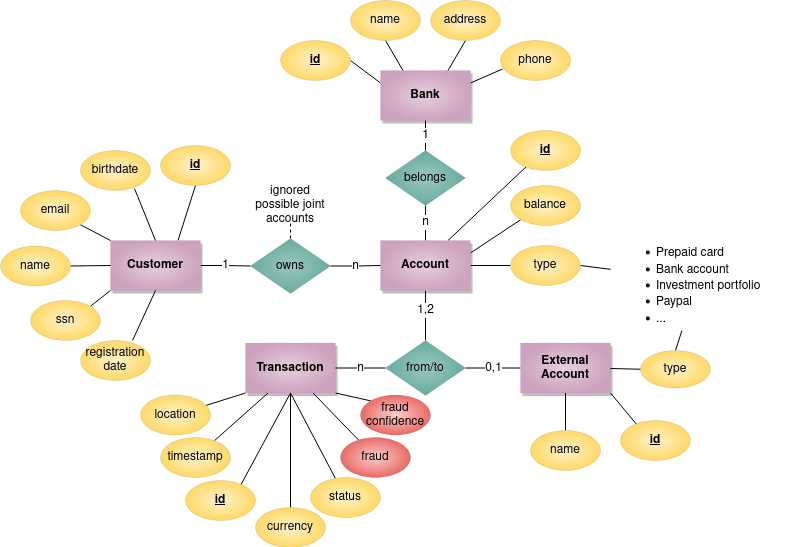 name
address
id
phone
Bank
1
belongs
n
id
birthdate
id
email
balance
ignored
possible joint
accounts
name
Customer
1
owns
n
Account
type
• Prepaid card
• Bank account
• Investment portfolio
• Paypal
• ...
ssn
registration
date
1,2
Transaction
n
from/to
0,1
External
Account
type
location
fraud
confidence
timestamp
fraud
id
status
currency
name
id